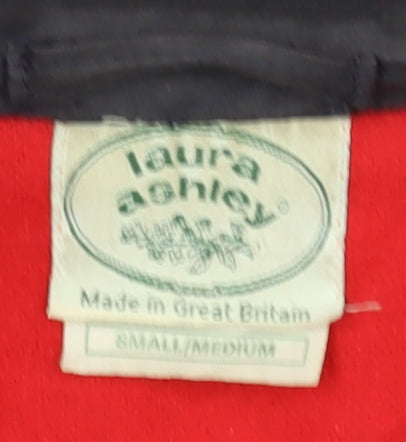 laura
ashley®
Made in Great Britain
SMALL/MEDIUM